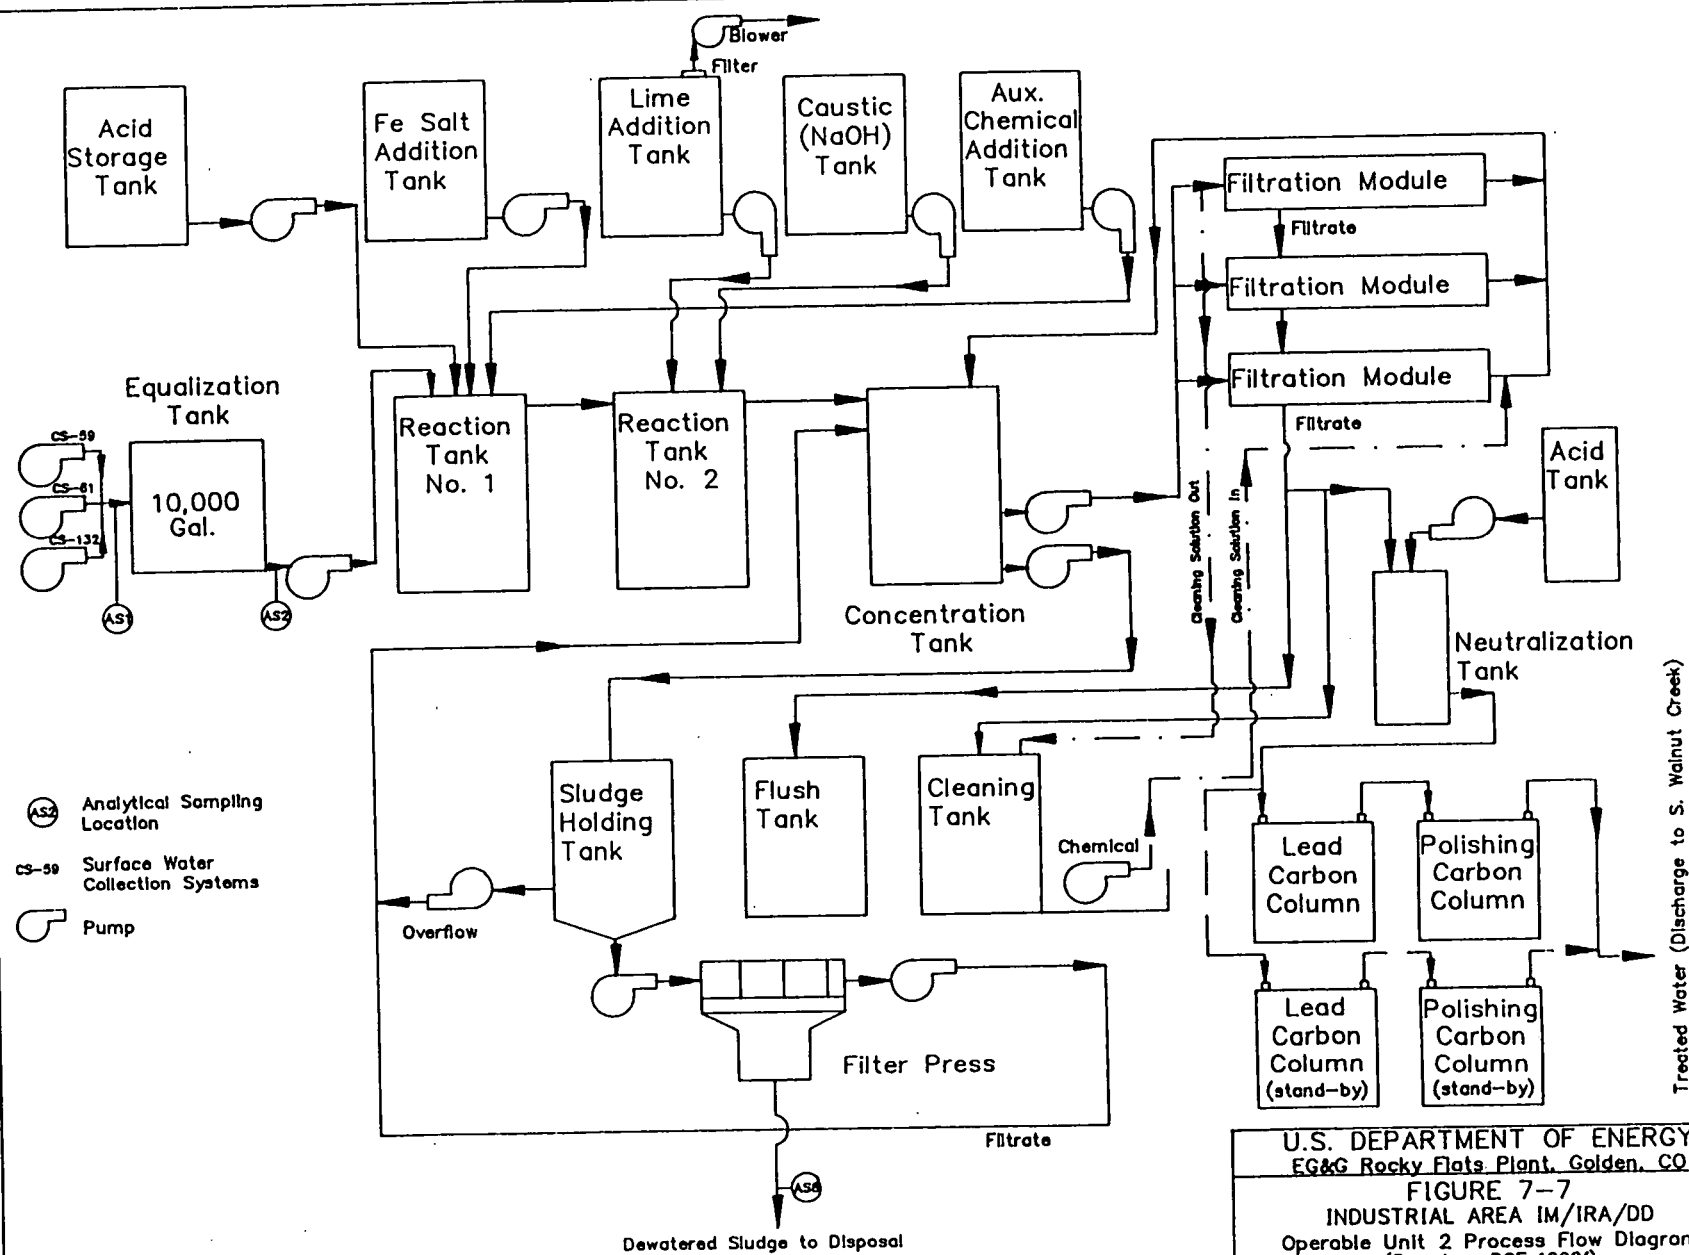 Blower
Filter
Acid
Storage
Tank
Fe Salt
Addition
Tank
Lime
Addition
Tank
Caustic
(NaOH)
Tank
Aux.
Chemical
Addition
Tank
Filtration Module
Filtrate
Filtration Module
Filtration Module
Filtrate
Equalization
Tank
CS-59
CS-61
CS-132
10,000
Gal.
AS1
AS2
Reaction
Tank
No. 1
Reaction
Tank
No. 2
Concentration
Tank
Cleaning Solution Out
Cleaning Solution In
Acid
Tank
Neutralization
Tank
Treated Water (Discharge to S. Walnut Creek)
AS2
Analytical Sampling
Location
CS-59
Surface Water
Collection Systems
Pump
Sludge
Holding
Tank
Flush
Tank
Cleaning
Tank
Chemical
Overflow
Lead
Carbon
Column
Polishing
Carbon
Column
Filter Press
Lead
Carbon
Column
(stand-by)
Polishing
Carbon
Column
(stand-by)
Filtrate
Dewatered Sludge to Disposal
U.S. DEPARTMENT OF ENERGY
EG&G Rocky Flats Plant, Golden, CO
FIGURE 7-7
INDUSTRIAL AREA IM/IRA/DD
Operable Unit 2 Process Flow Diagram